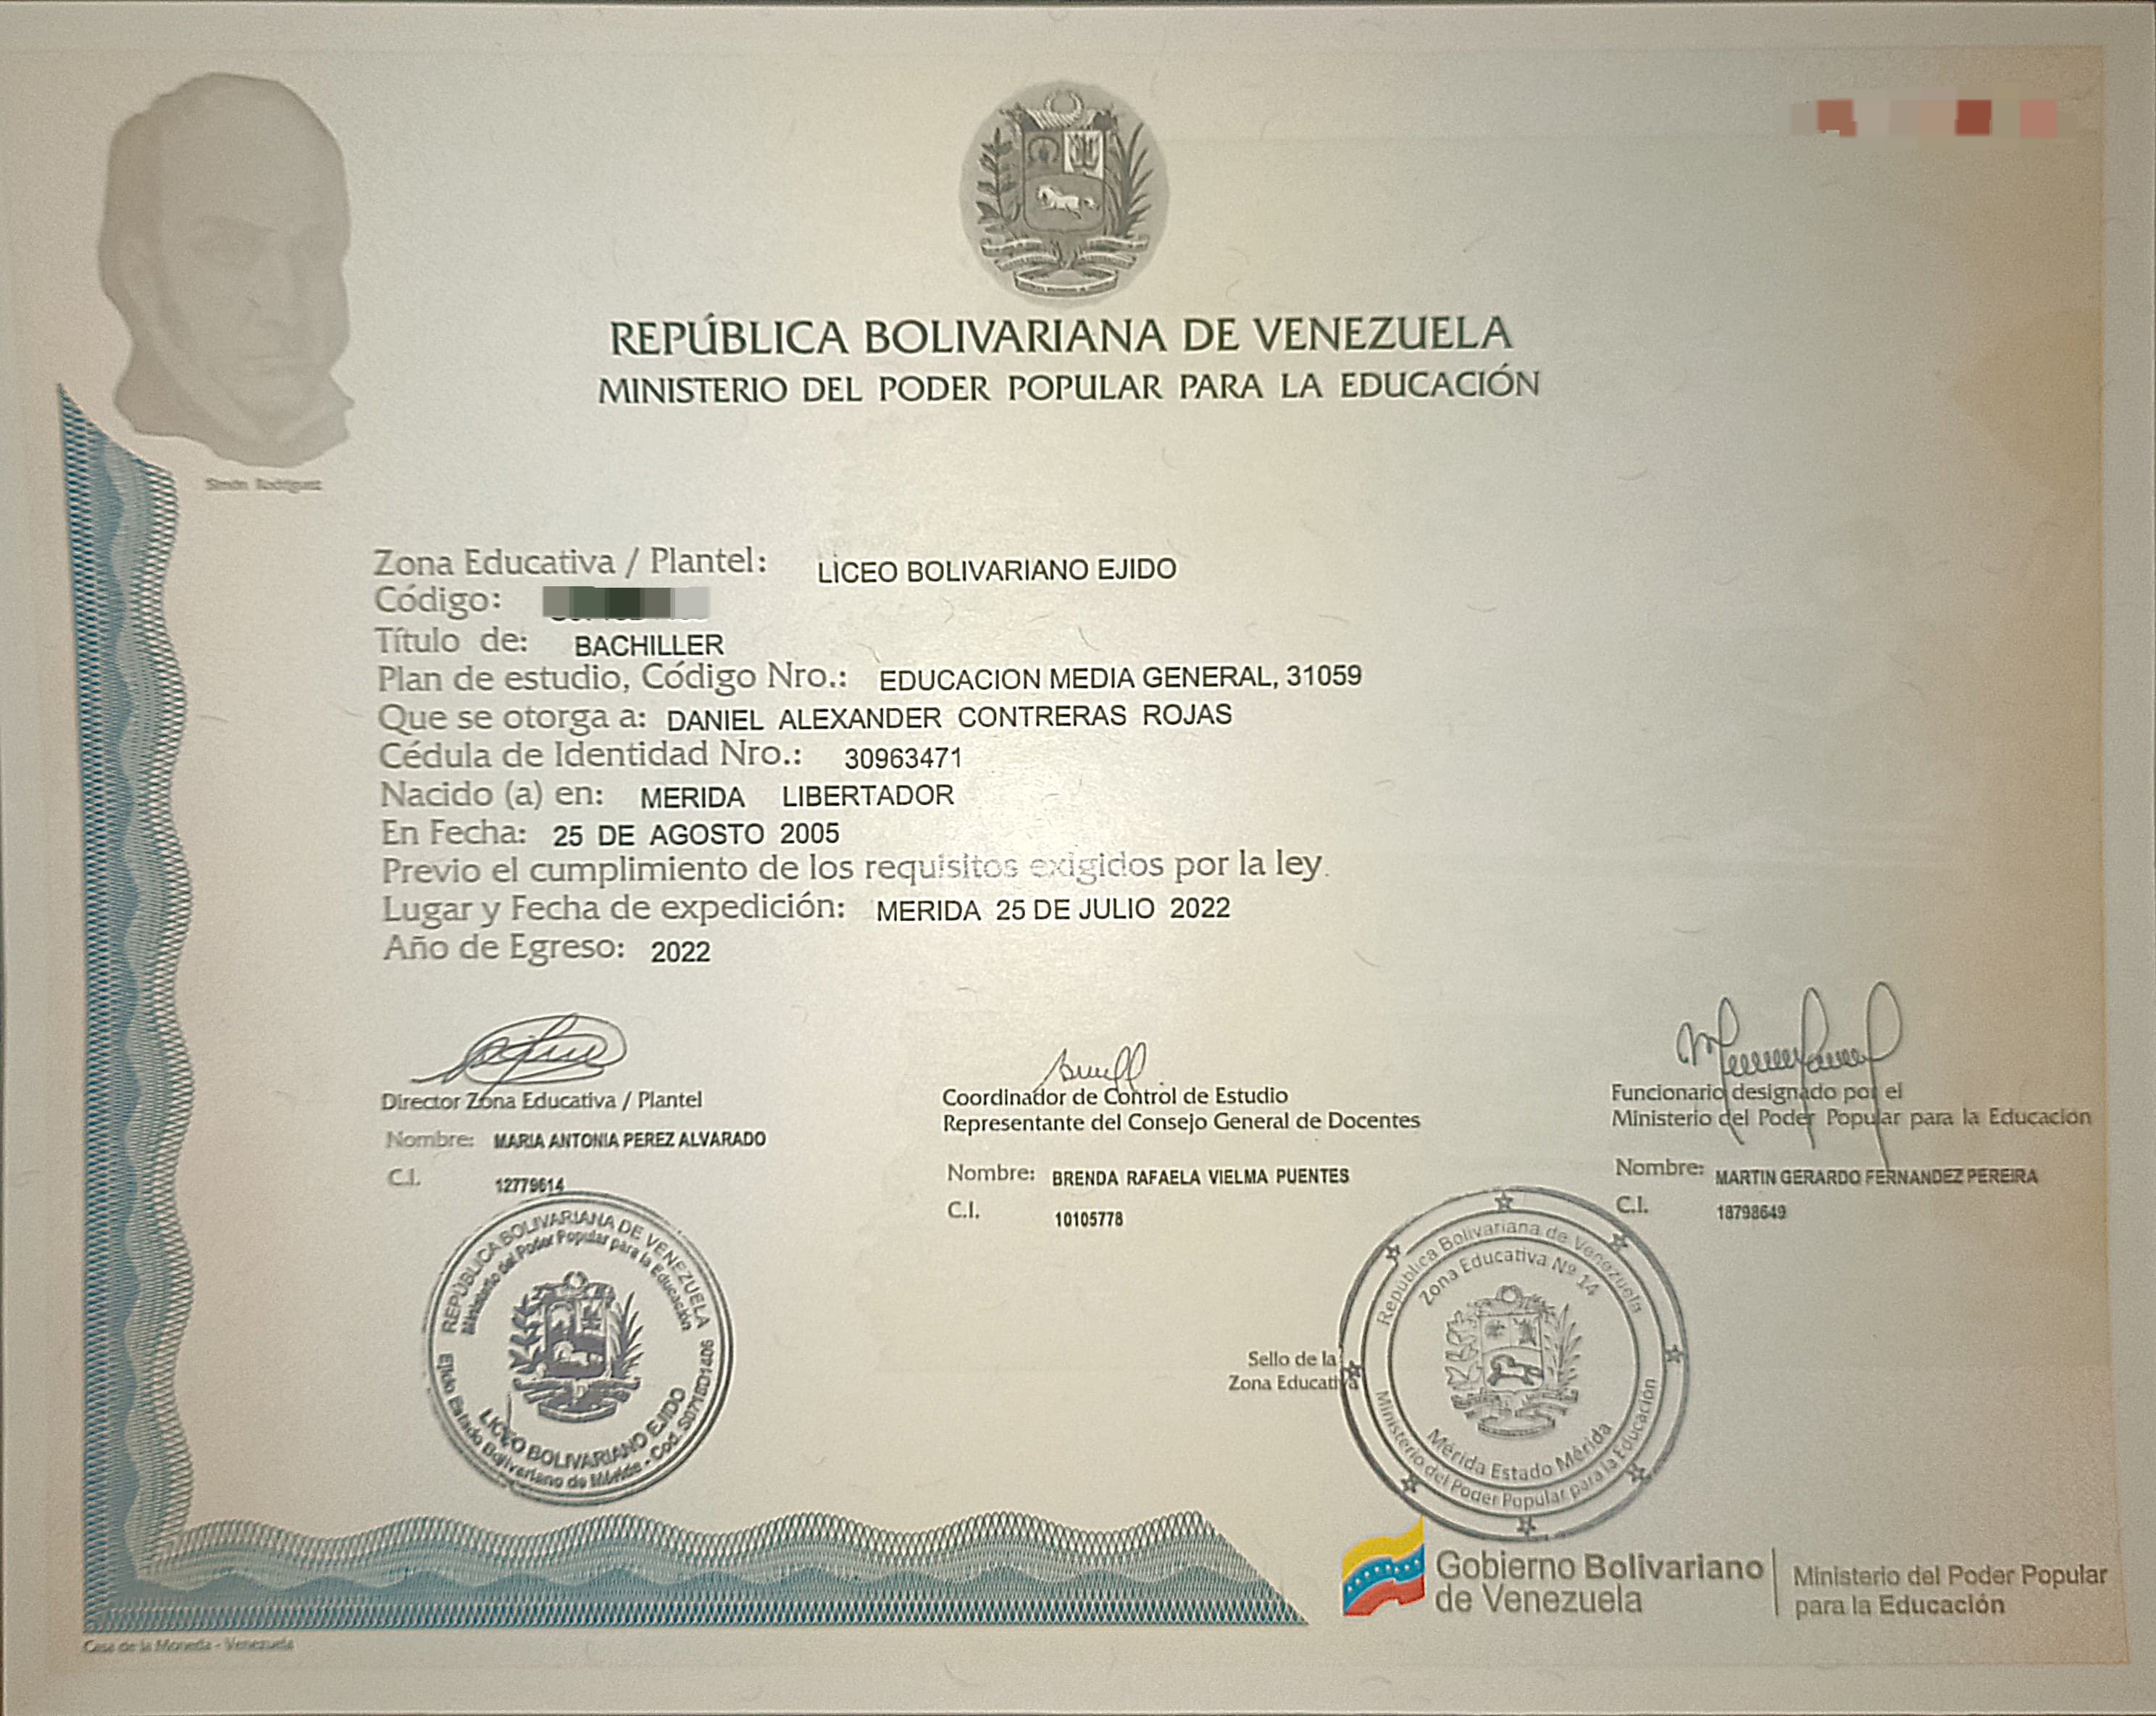 REPÚBLICA BOLIVARIANA DE VENEZUELA
MINISTERIO DEL PODER POPULAR PARA LA EDUCACIÓN
Simón Rodríguez
Zona Educativa / Plantel: LICEO BOLIVARIANO EJIDO
Código:
Título de: BACHILLER
Plan de estudio, Código Nro.: EDUCACION MEDIA GENERAL, 31059
Que se otorga a: DANIEL ALEXANDER CONTRERAS ROJAS
Cédula de Identidad Nro.: 30963471
Nacido (a) en: MERIDA LIBERTADOR
En Fecha: 25 DE AGOSTO 2005
Previo el cumplimiento de los requisitos exigidos por la ley.
Lugar y Fecha de expedición: MERIDA 25 DE JULIO 2022
Año de Egreso: 2022
Director Zona Educativa / Plantel
Nombre: MARIA ANTONIA PEREZ ALVARADO
C.I. 12779614
Coordinador de Control de Estudio
Representante del Consejo General de Docentes
Nombre: BRENDA RAFAELA VIELMA PUENTES
C.I. 10105778
Funcionario designado por el
Ministerio del Poder Popular para la Educación
Nombre: MARTIN GERARDO FERNANDEZ PEREIRA
C.I. 18798649
REPÚBLICA BOLIVARIANA DE VENEZUELA
Ministerio del Poder Popular para la Educación
LICEO BOLIVARIANO EJIDO
Ejido Estado Bolivariano de Mérida - Cod. S0718D1406
Sello de la
Zona Educativa
República Bolivariana de Venezuela
Zona Educativa Nº 14
Mérida Estado Mérida
Ministerio del Poder Popular para la Educación
Gobierno Bolivariano
de Venezuela
Ministerio del Poder Popular
para la Educación
Casa de la Moneda - Venezuela